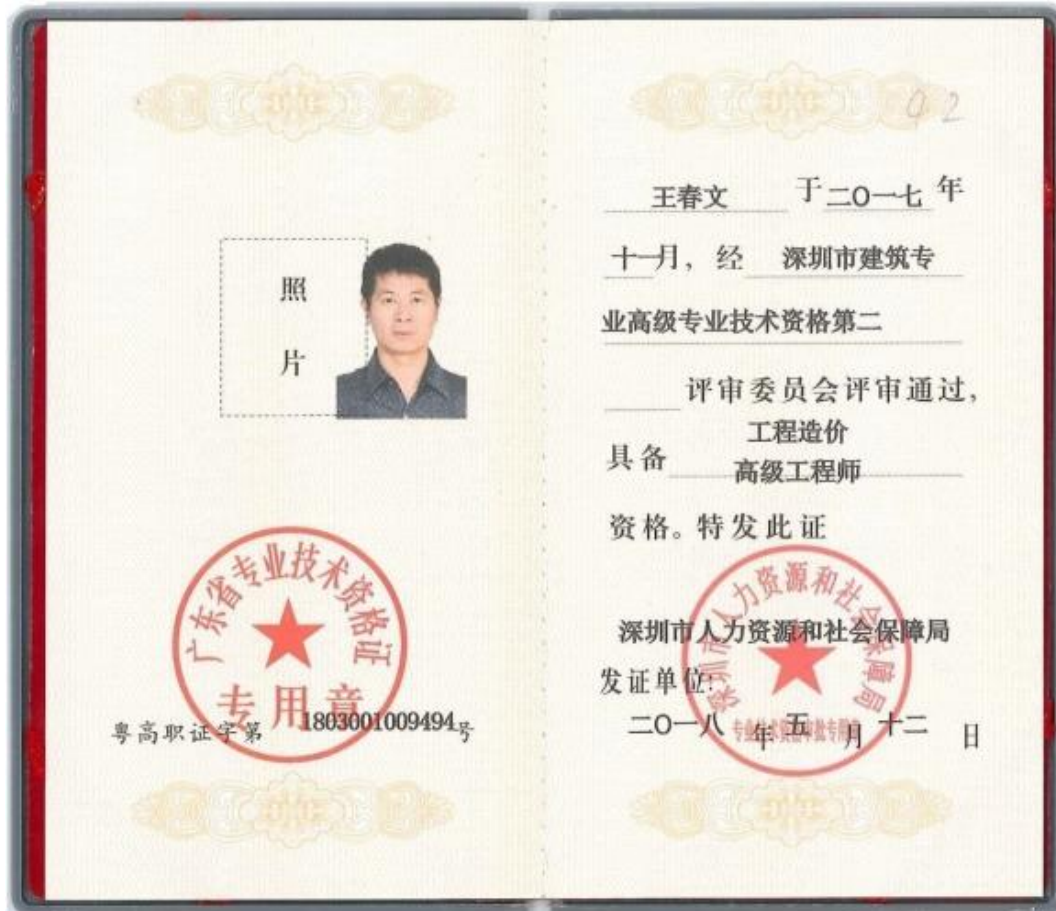 照
片
广东省专业技术资格证
专用章
粤高职证字第1803001009494号
92
王春文 于二〇一七年
十一月，经 深圳市建筑专
业高级专业技术资格第二
评审委员会评审通过，
工程造价
具备
高级工程师
资格。特发此证
深圳市人力资源和社会保障局
深圳市人力资源和社会保障局
发证单位：
二〇一八年五月十二日